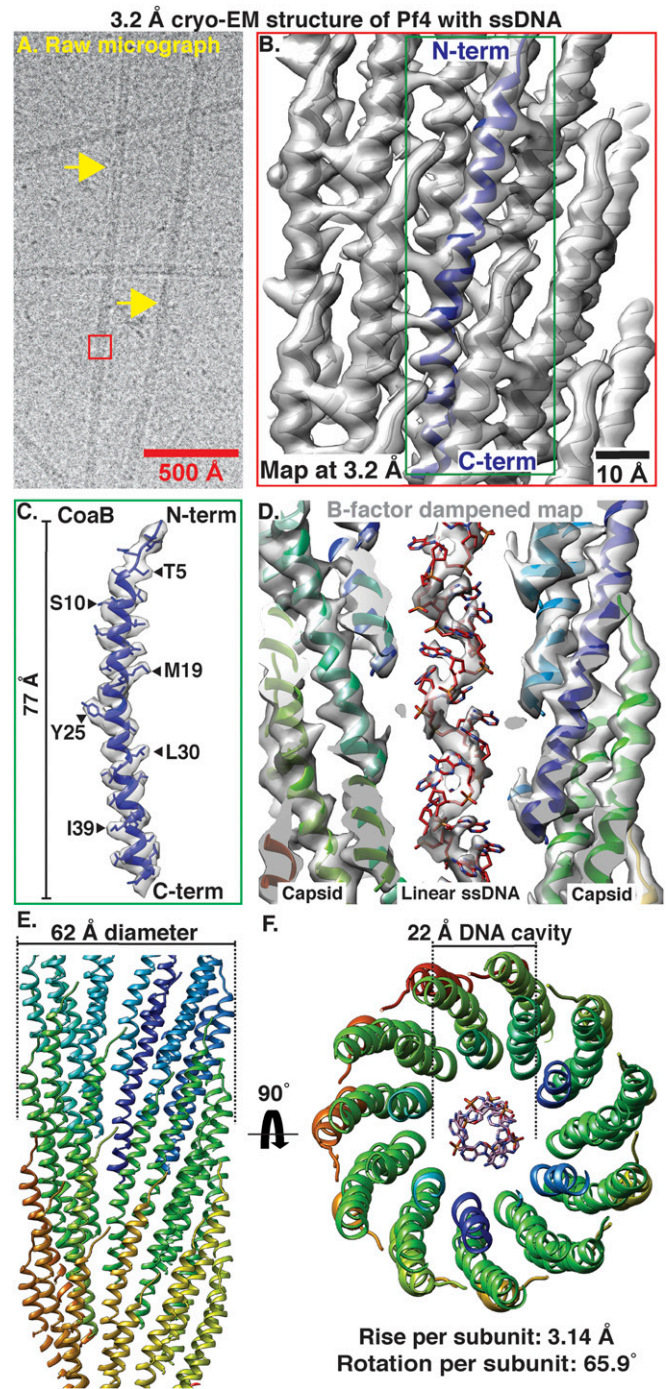 3.2 Å cryo-EM structure of Pf4 with ssDNA
A. Raw micrograph
500 Å
B.
N-term
C-term
Map at 3.2 Å
10 Å
C.
CoaB
N-term
T5
S10
M19
77 Å
Y25
L30
I39
C-term
D.
B-factor dampened map
Capsid
Linear ssDNA
Capsid
E.
62 Å diameter
F.
22 Å DNA cavity
90°
Rise per subunit: 3.14 Å
Rotation per subunit: 65.9°